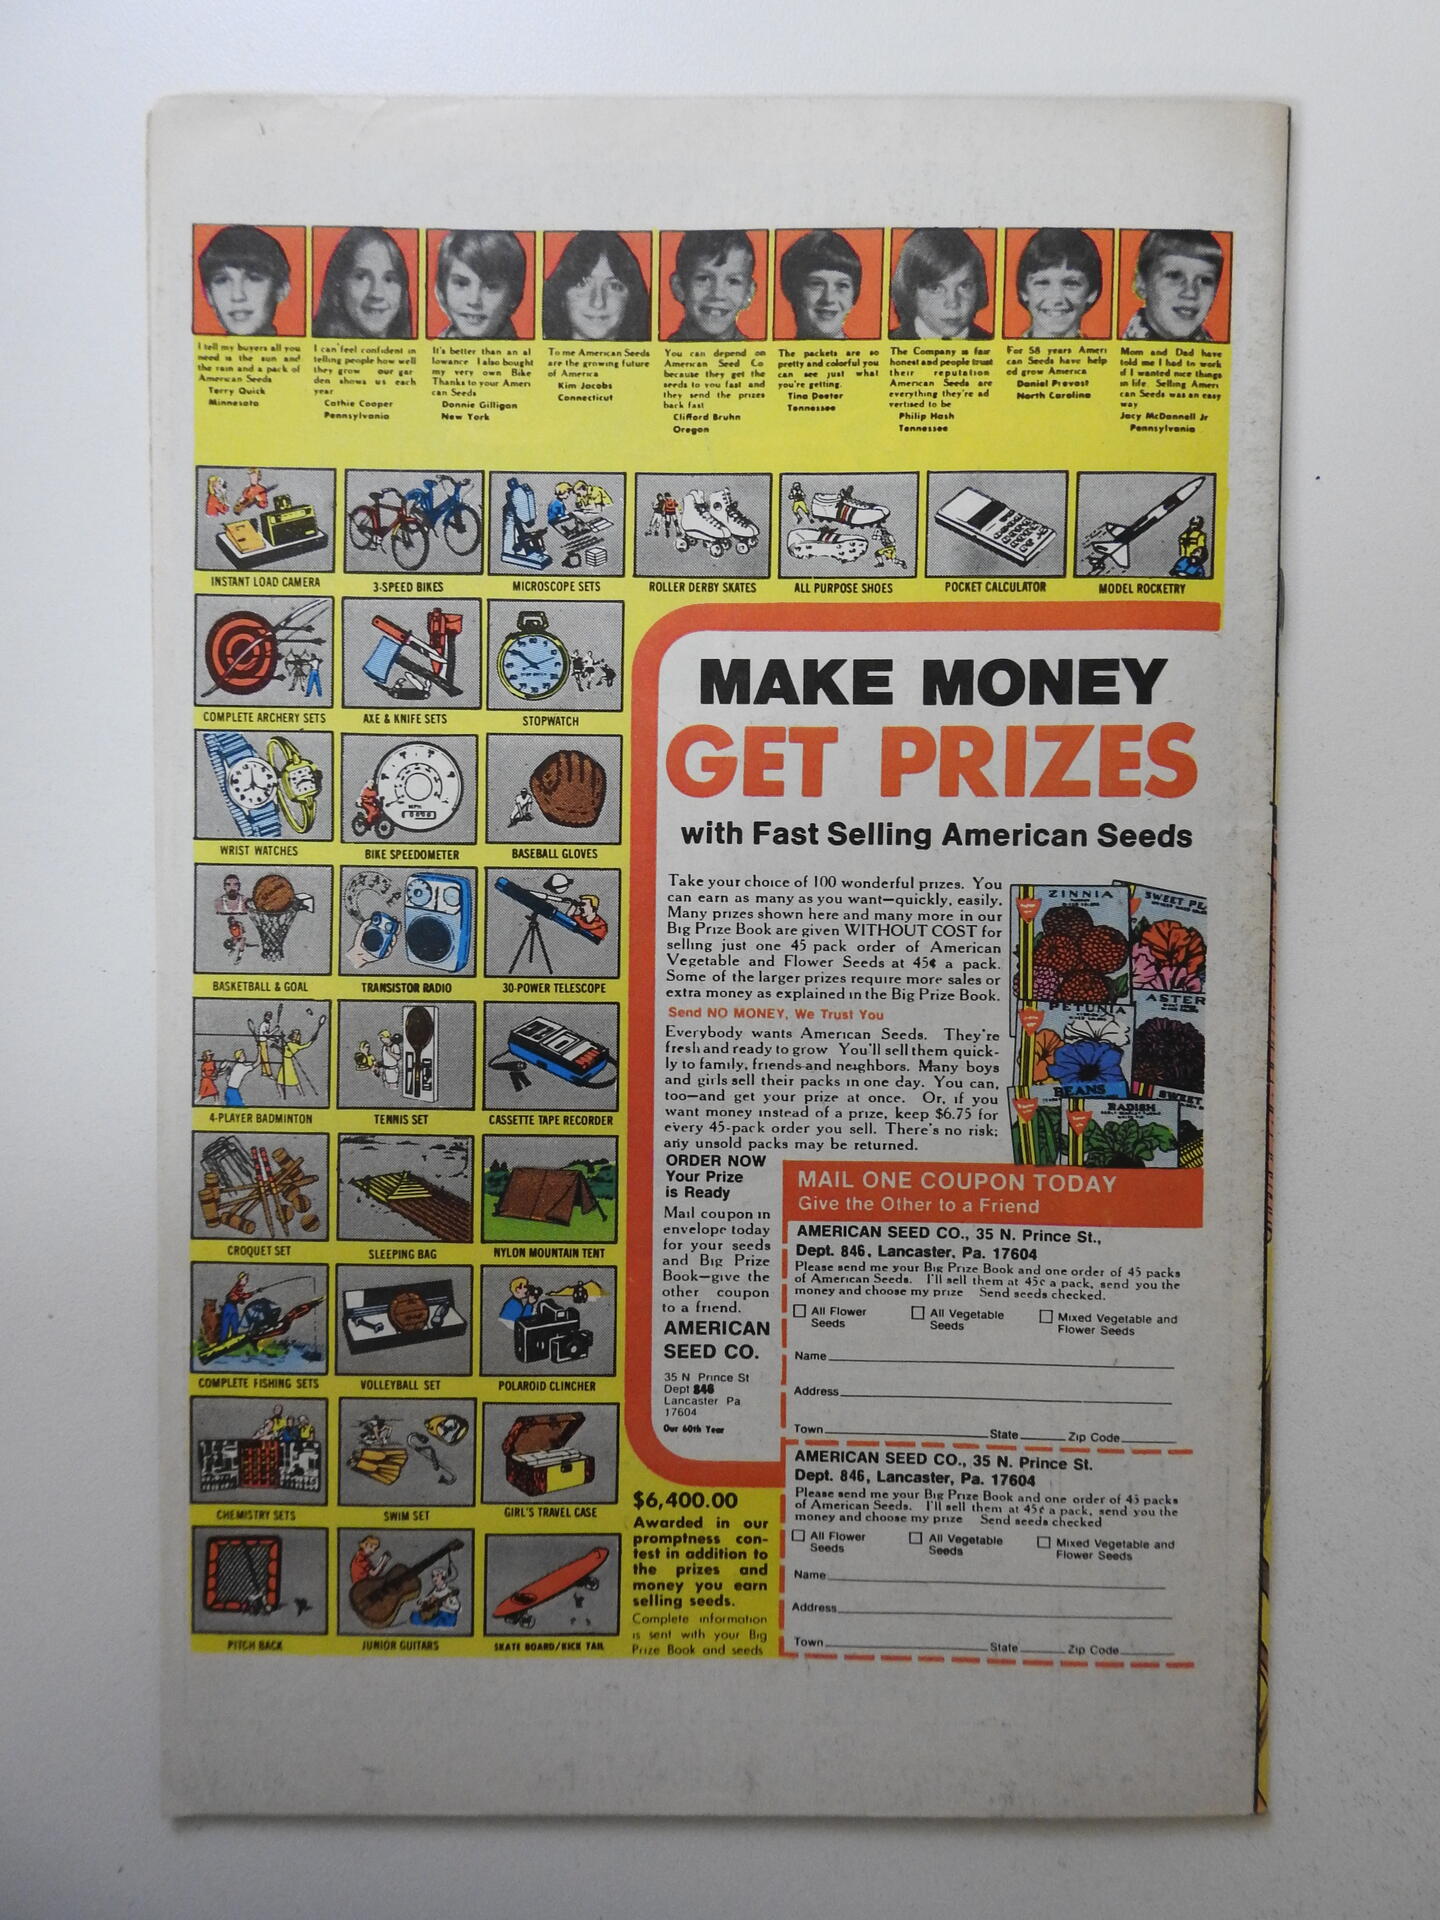 I tell my buyers all you
need is the sun and
the rain and a pack of
American Seeds
Terry Quick
Minnesota
I can feel confident in
telling people how well
they grow our gar
den shows us each
year
Cathie Cooper
Pennsylvania
It's better than an al
lowance I also bought
my very own Bike
Thanks to your Ameri
can Seeds
Donnie Gilligan
New York
To me American Seeds
are the growing future
of America
Kim Jacobs
Connecticut
You can depend on
American Seed Co
because they get the
seeds to you fast and
they send the prizes
back fast
Clifford Bruhn
Oregon
The packets are so
pretty and colorful you
can see just what
you're getting.
Tina Deeter
Tennessee
The Company is fair
honest and people trust
their reputation
American Seeds are
everything they're ad
vertised to be
Philip Hash
Tennessee
For 58 years Ameri
can Seeds have help
ed grow America
Daniel Prevost
North Carolina
Mom and Dad have
told me I had to work
if I wanted nice things
in life. Selling Ameri
can Seeds was an easy
way
Jacy McDannell Jr
Pennsylvania
INSTANT LOAD CAMERA
3-SPEED BIKES
MICROSCOPE SETS
ROLLER DERBY SKATES
ALL PURPOSE SHOES
POCKET CALCULATOR
MODEL ROCKETRY
COMPLETE ARCHERY SETS
AXE & KNIFE SETS
STOPWATCH
WRIST WATCHES
BIKE SPEEDOMETER
BASEBALL GLOVES
BASKETBALL & GOAL
TRANSISTOR RADIO
30-POWER TELESCOPE
4-PLAYER BADMINTON
TENNIS SET
CASSETTE TAPE RECORDER
CROQUET SET
SLEEPING BAG
NYLON MOUNTAIN TENT
COMPLETE FISHING SETS
VOLLEYBALL SET
POLAROID CLINCHER
CHEMISTRY SETS
SWIM SET
GIRL'S TRAVEL CASE
PITCH BACK
JUNIOR GUITARS
SKATE BOARD/KICK TAIL
MAKE MONEY
GET PRIZES
with Fast Selling American Seeds
Take your choice of 100 wonderful prizes. You
can earn as many as you want—quickly, easily.
Many prizes shown here and many more in our
Big Prize Book are given WITHOUT COST for
selling just one 45 pack order of American
Vegetable and Flower Seeds at 45¢ a pack.
Some of the larger prizes require more sales or
extra money as explained in the Big Prize Book.
Send NO MONEY, We Trust You
Everybody wants American Seeds. They're
fresh and ready to grow You'll sell them quick-
ly to family, friends and neighbors. Many boys
and girls sell their packs in one day. You can,
too—and get your prize at once. Or, if you
want money instead of a prize, keep $6.75 for
every 45-pack order you sell. There's no risk;
any unsold packs may be returned.
ZINNIA
SWEET PE
PETUNIA
ASTER
BEANS
RADISH
SWEET
ORDER NOW
Your Prize
is Ready
Mail coupon in
envelope today
for your seeds
and Big Prize
Book—give the
other coupon
to a friend.
AMERICAN
SEED CO.
35 N Prince St
Dept 846
Lancaster Pa
17604
Our 60th Year
MAIL ONE COUPON TODAY
Give the Other to a Friend
AMERICAN SEED CO., 35 N. Prince St.,
Dept. 846, Lancaster, Pa. 17604
Please send me your Big Prize Book and one order of 45 packs
of American Seeds. I'll sell them at 45¢ a pack, send you the
money and choose my prize Send seeds checked.
All Flower
Seeds
All Vegetable
Seeds
Mixed Vegetable and
Flower Seeds
Name
Address
Town State Zip Code
AMERICAN SEED CO., 35 N. Prince St.
Dept. 846, Lancaster, Pa. 17604
Please send me your Big Prize Book and one order of 45 packs
of American Seeds. I'll sell them at 45¢ a pack, send you the
money and choose my prize Send seeds checked
All Flower
Seeds
All Vegetable
Seeds
Mixed Vegetable and
Flower Seeds
Name
Address
Town State Zip Code
$6,400.00
Awarded in our
promptness con-
test in addition to
the prizes and
money you earn
selling seeds.
Complete information
is sent with your Big
Prize Book and seeds